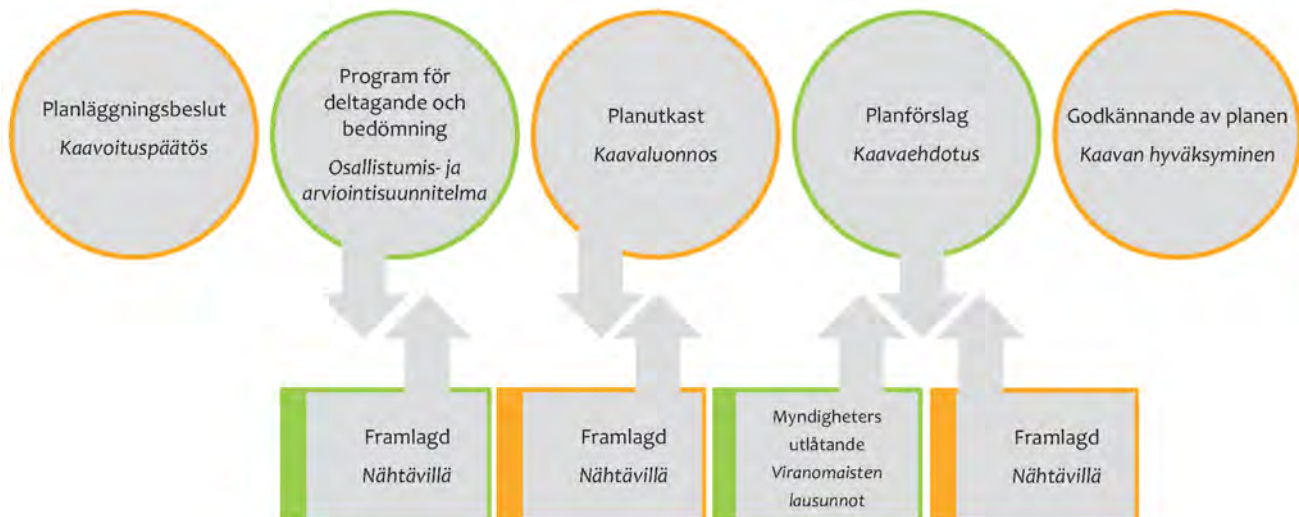 Planläggningsbeslut
Kaavoituspäätös
Program för
deltagande och
bedömning
Osallistumis- ja
arviointisuunnitelma
Planutkast
Kaavaluonnos
Planförslag
Kaavaehdotus
Godkännande av planen
Kaavan hyväksyminen
Framlagd
Nähtävillä
Framlagd
Nähtävillä
Myndigheters
utlåtande
Viranomaisten
lausunnot
Framlagd
Nähtävillä